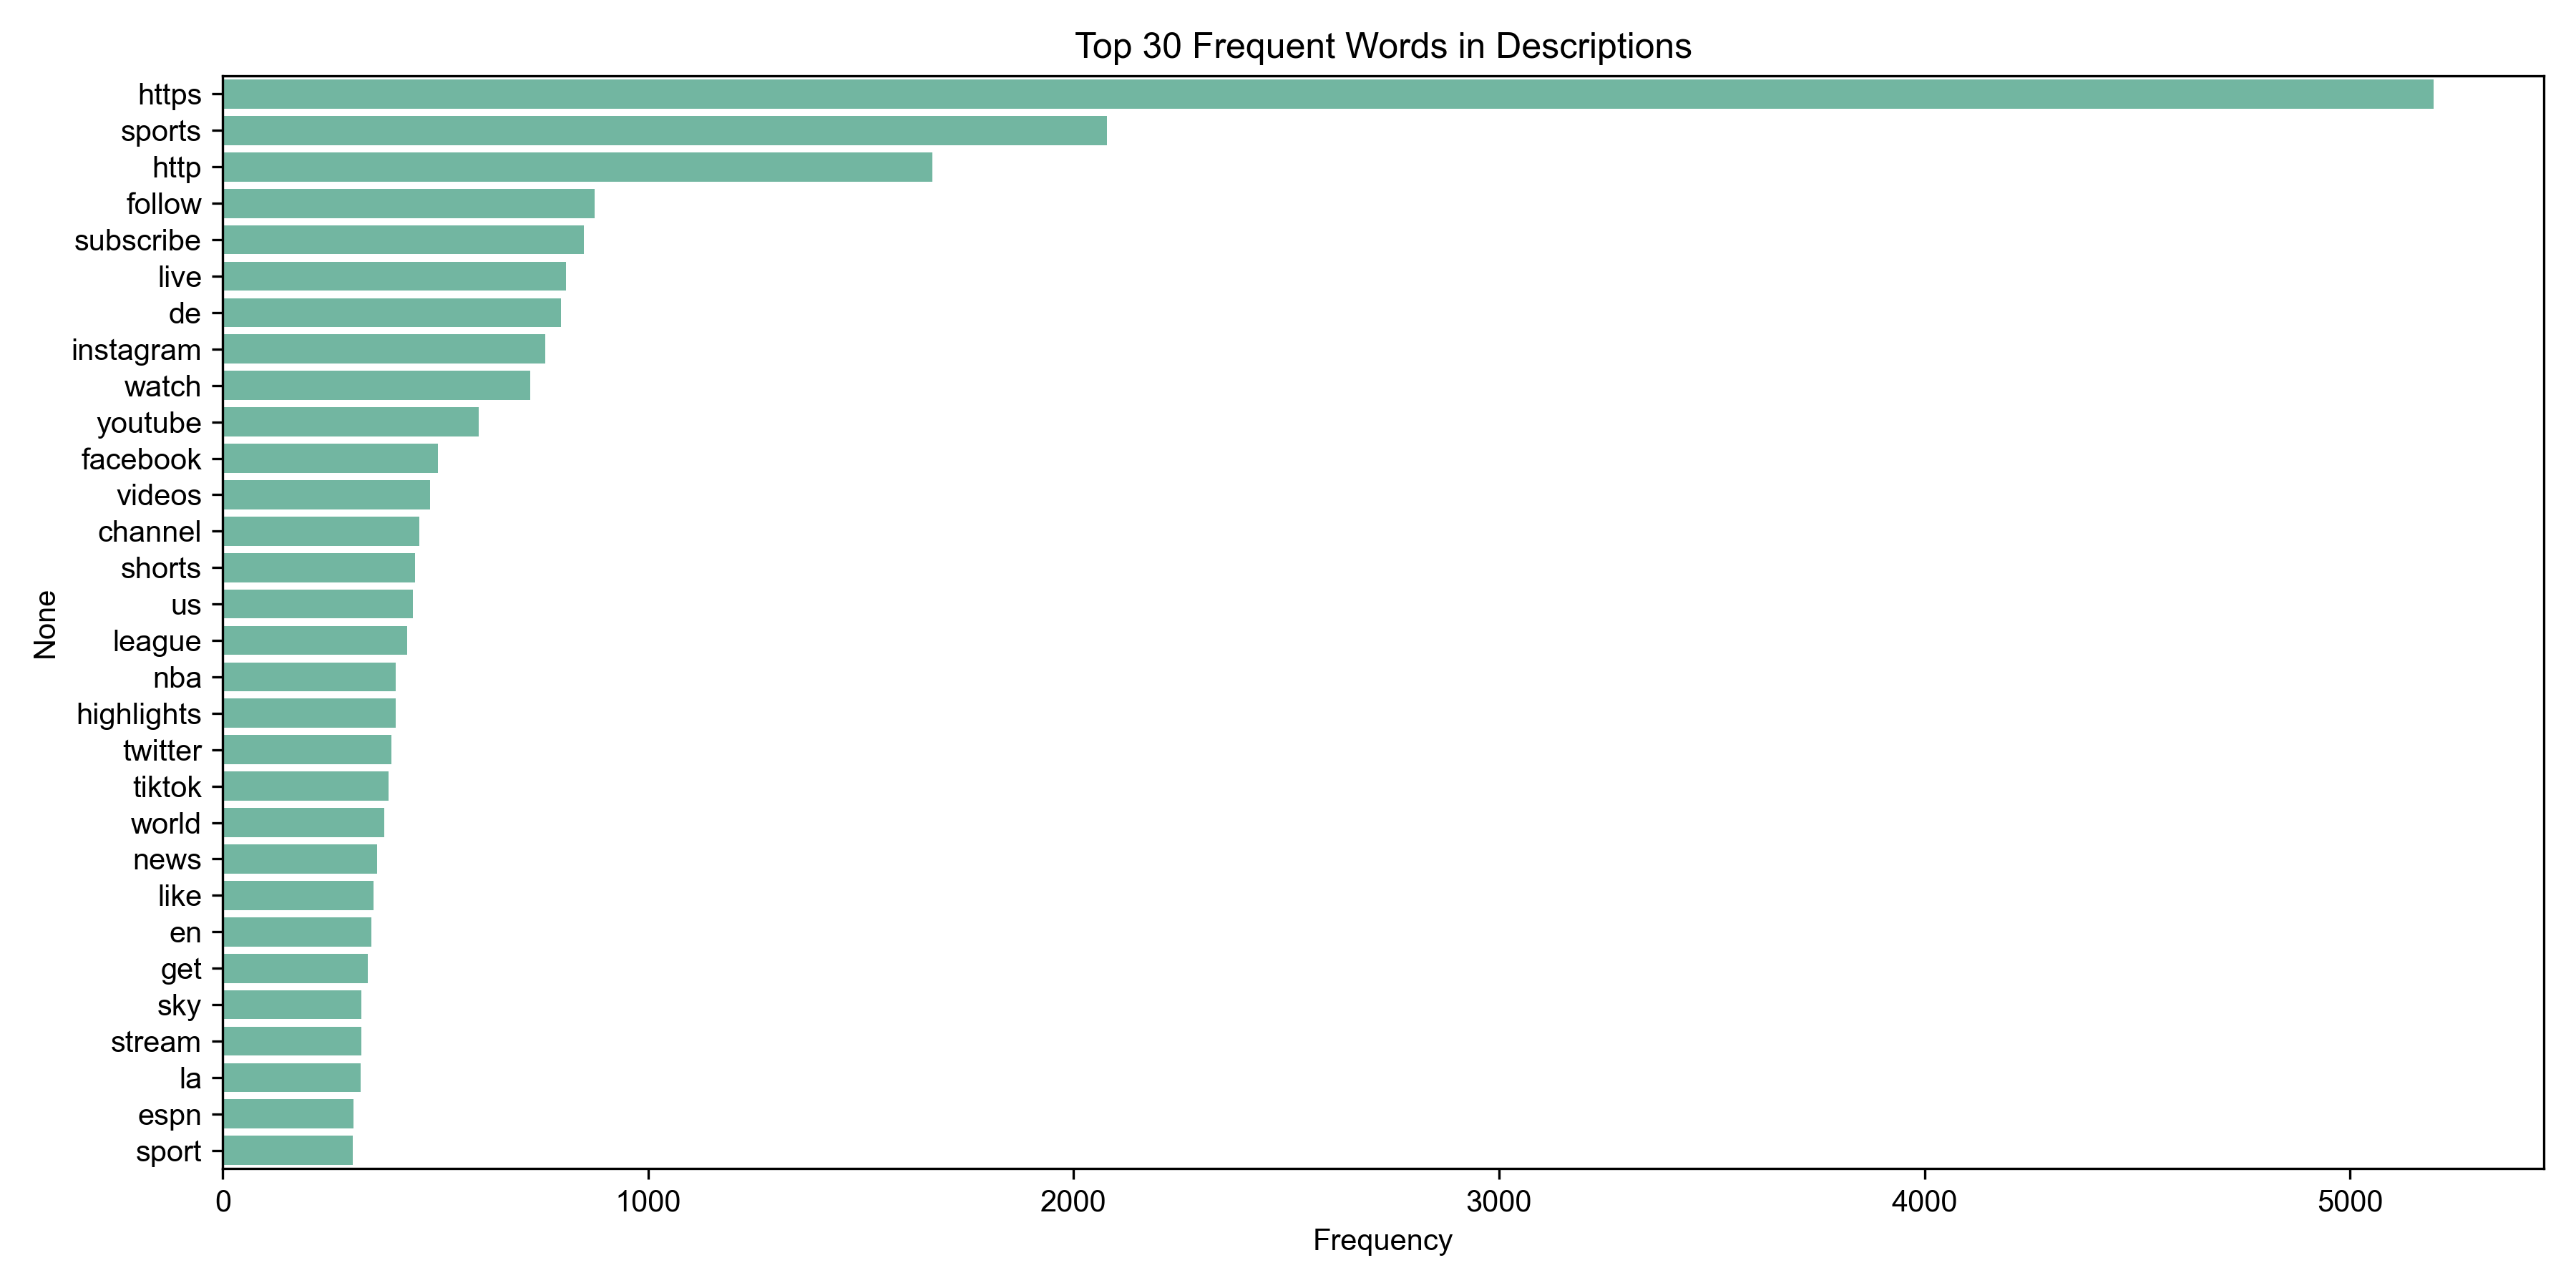 Top 30 Frequent Words in Descriptions
https
sports
http
follow
subscribe
live
de
instagram
watch
youtube
facebook
videos
channel
shorts
us
league
nba
highlights
twitter
tiktok
world
news
like
en
get
sky
stream
la
espn
sport
None
0 1000 2000 3000 4000 5000
Frequency